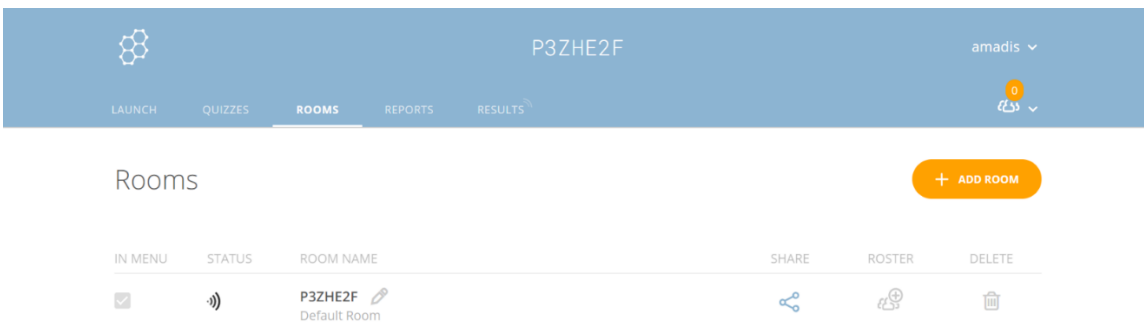 P3ZHE2F
amadis
0
LAUNCH QUIZZES ROOMS REPORTS RESULTS
Rooms
+ ADD ROOM
IN MENU STATUS ROOM NAME SHARE ROSTER DELETE
P3ZHE2F
Default Room